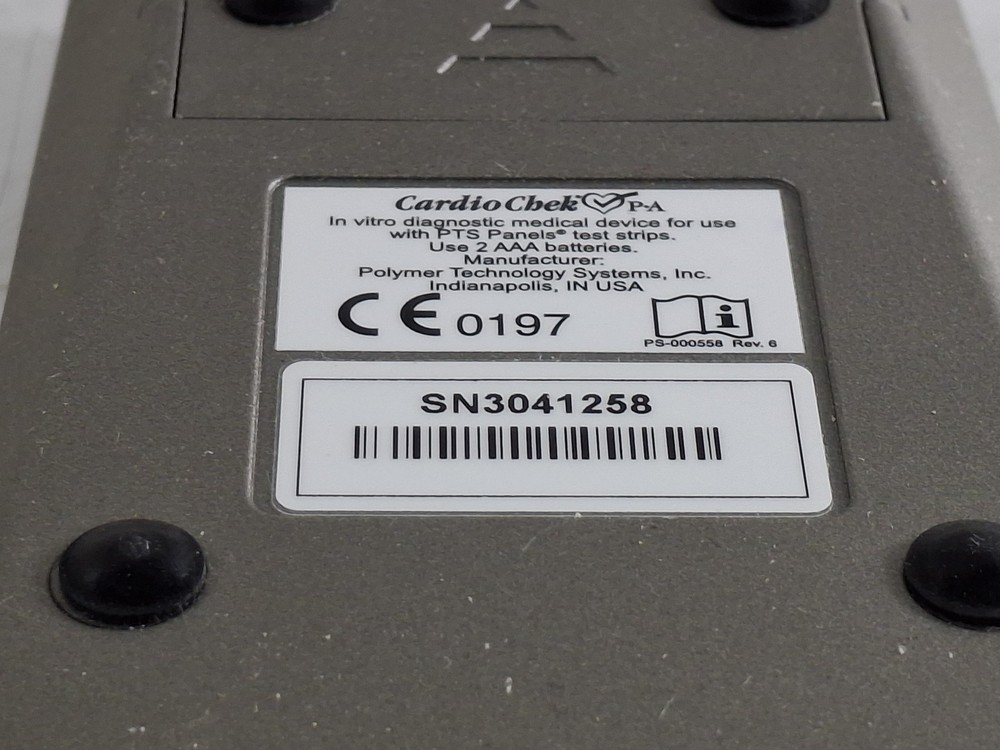 CardioChek P•A
In vitro diagnostic medical device for use
with PTS Panels® test strips.
Use 2 AAA batteries.
Manufacturer:
Polymer Technology Systems, Inc.
Indianapolis, IN USA
CE 0197
i
PS-000558 Rev. 6
SN3041258